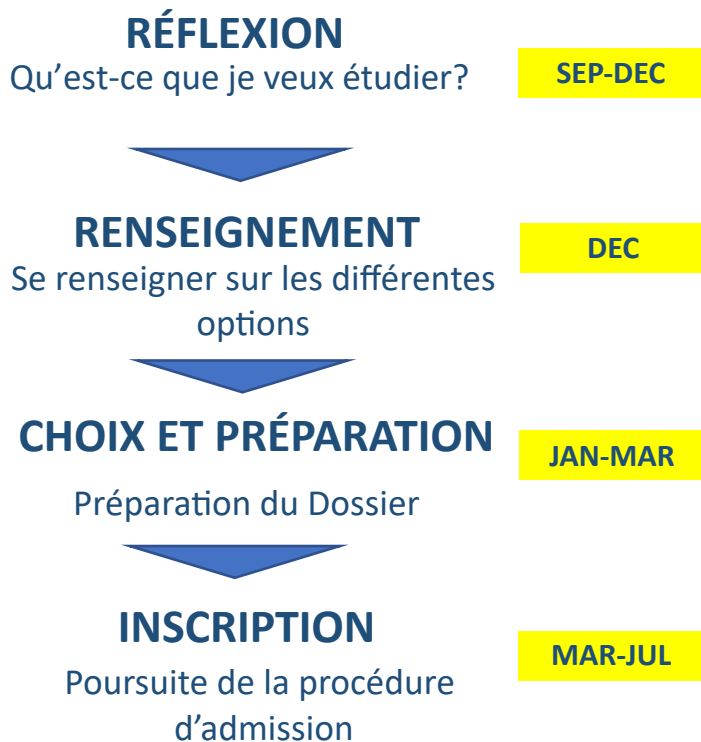 RÉFLEXION
Qu’est-ce que je veux étudier?
SEP-DEC
RENSEIGNEMENT
Se renseigner sur les différentes
options
DEC
CHOIX ET PRÉPARATION
Préparation du Dossier
JAN-MAR
INSCRIPTION
Poursuite de la procédure
d’admission
MAR-JUL